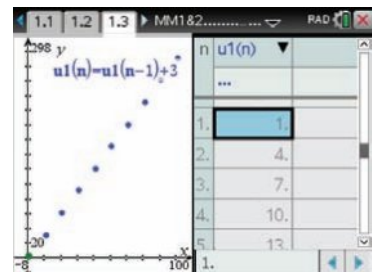 1.1 1.2 1.3 MM1&2......... RAD
298 y
u1(n)=u1(n-1)+3
-20
-8
x
100
n u1(n)
...
1. 1.
2. 4.
3. 7.
4. 10.
5. 13.
1.